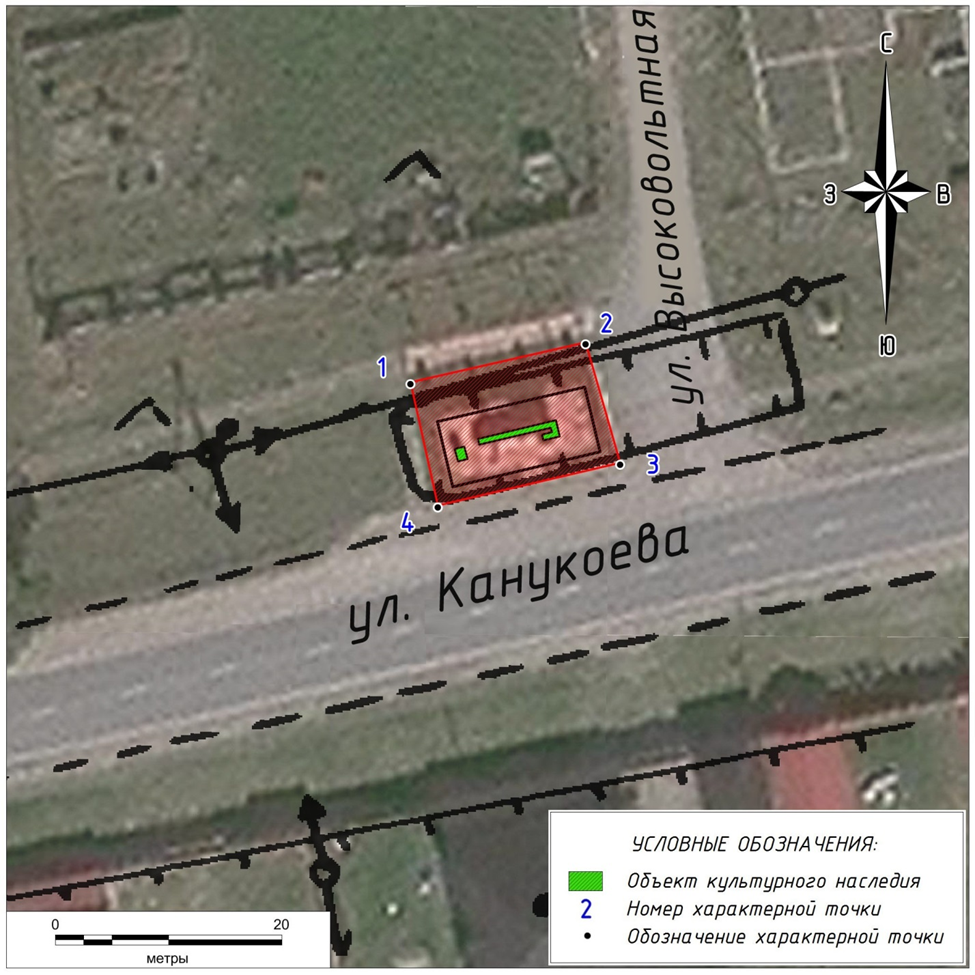 С
З В
Ю
ул. Высоковольтная
1
2
3
4
ул. Канукоева
УСЛОВНЫЕ ОБОЗНАЧЕНИЯ:
Объект культурного наследия
2 Номер характерной точки
Обозначение характерной точки
0 20
метры